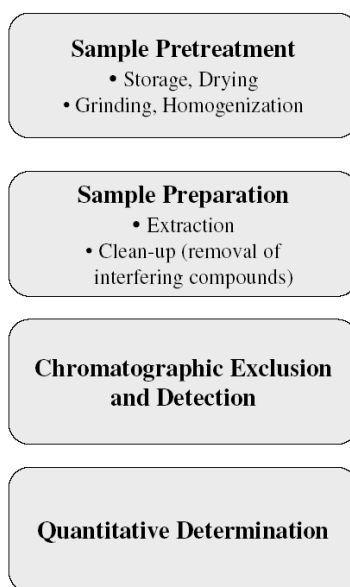 Sample Pretreatment
• Storage, Drying
• Grinding, Homogenization
Sample Preparation
• Extraction
• Clean-up (removal of
interfering compounds)
Chromatographic Exclusion
and Detection
Quantitative Determination